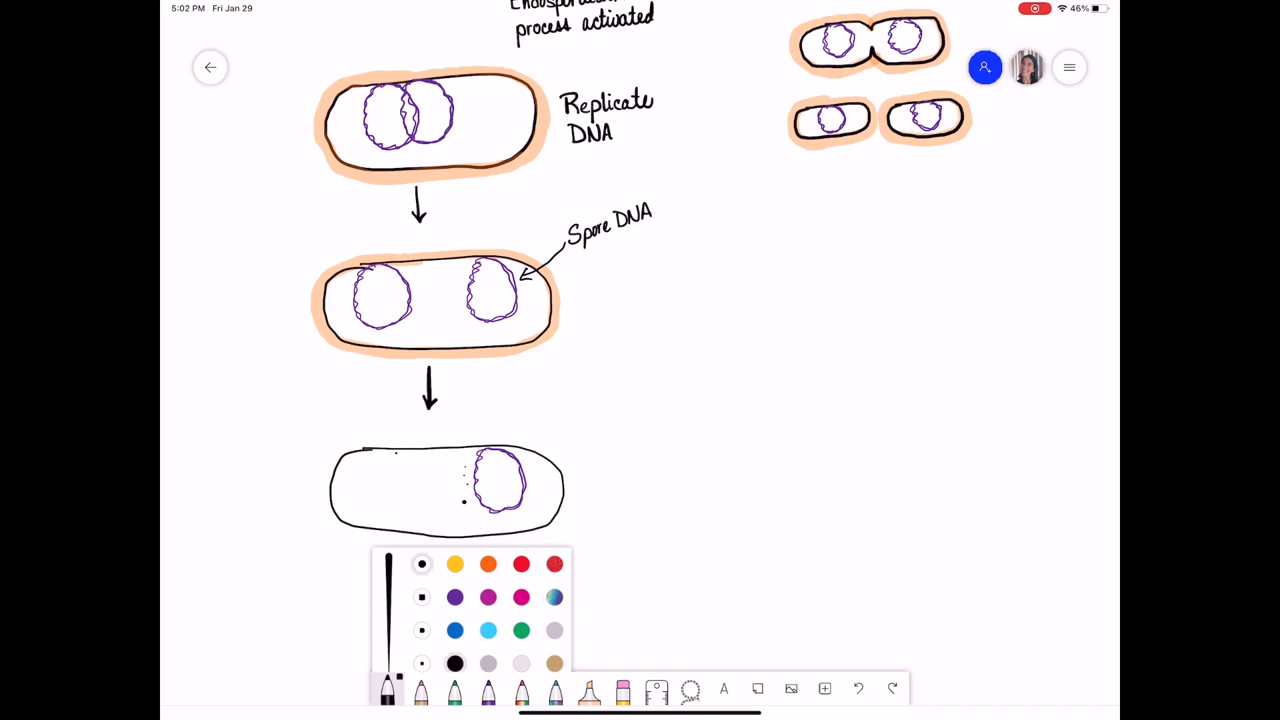 5:02 PM Fri Jan 29
46%
process activated
Replicate
DNA
Spore DNA
A